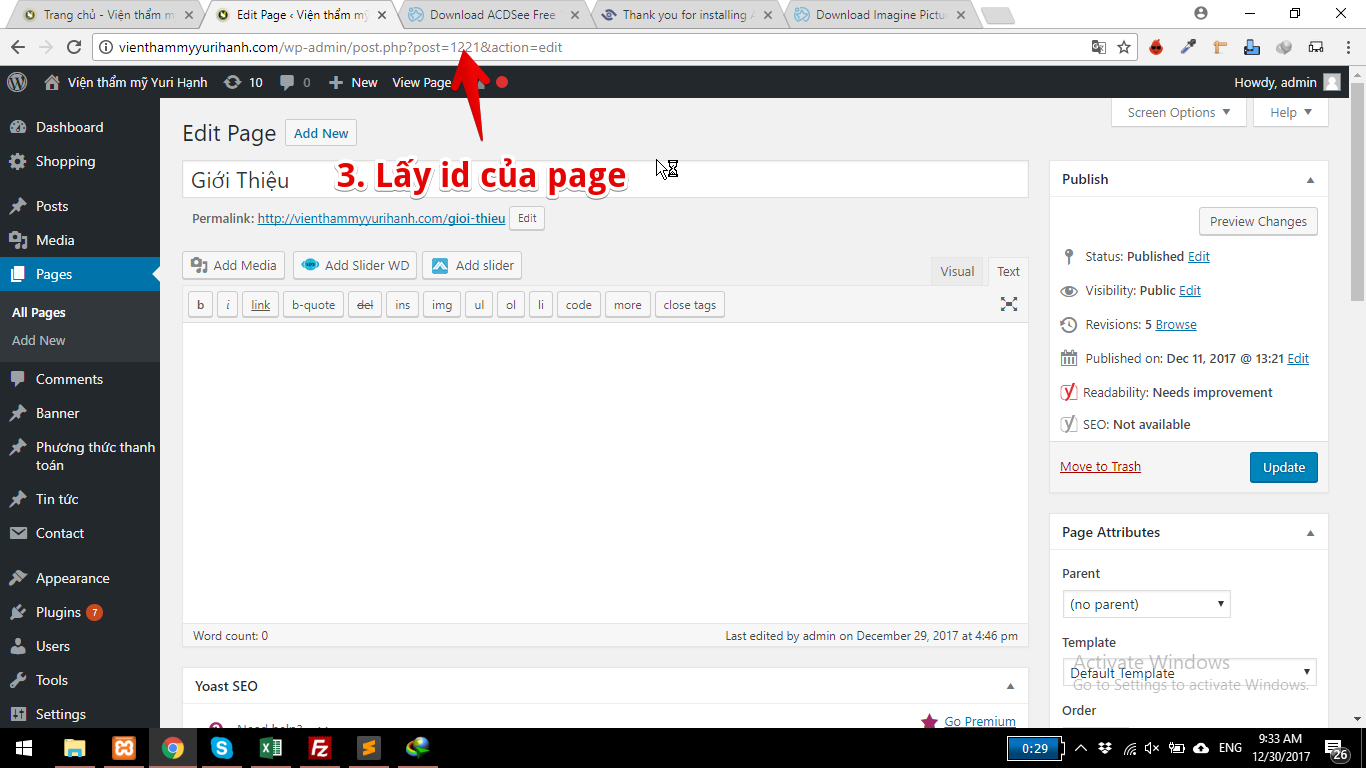 Trang chủ - Viện thẩm m
Edit Page ‹ Viện thẩm mỹ
Download ACDSee Free
Thank you for installing A
Download Imagine Pictu
vienthammyyurihanh.com/wp-admin/post.php?post=1221&action=edit
Viện thẩm mỹ Yuri Hạnh
10
0
New
View Page
Howdy, admin
Dashboard
Shopping
Posts
Media
Pages
All Pages
Add New
Comments
Banner
Phương thức thanh
toán
Tin tức
Contact
Appearance
Plugins 7
Users
Tools
Settings
Screen Options
Help
Edit Page
Add New
Giới Thiệu
3. Lấy id của page
Permalink: http://vienthammyyurihanh.com/gioi-thieu Edit
Add Media
Add Slider WD
Add slider
Visual
Text
b
i
link
b-quote
del
ins
img
ul
ol
li
code
more
close tags
Word count: 0
Last edited by admin on December 29, 2017 at 4:46 pm
Yoast SEO
Need help?
Go Premium
Publish
Preview Changes
Status: Published Edit
Visibility: Public Edit
Revisions: 5 Browse
Published on: Dec 11, 2017 @ 13:21 Edit
Readability: Needs improvement
SEO: Not available
Move to Trash
Update
Page Attributes
Parent
(no parent)
Template
Activate Windows
Default Template
Go to Settings to activate Windows.
Order
0:29
ENG
9:33 AM
12/30/2017
26